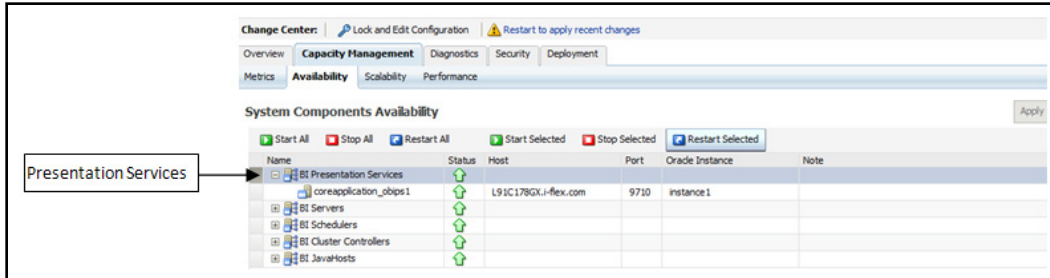 Change Center: Lock and Edit Configuration Restart to apply recent changes
Overview Capacity Management Diagnostics Security Deployment
Metrics Availability Scalability Performance
System Components Availability Apply
Start All Stop All Restart All Start Selected Stop Selected Restart Selected
Name Status Host Port Oracle Instance Note
Presentation Services BI Presentation Services
coreapplication_obips1 L91C178GX.i-flex.com 9710 instance1
BI Servers
BI Schedulers
BI Cluster Controllers
BI JavaHosts